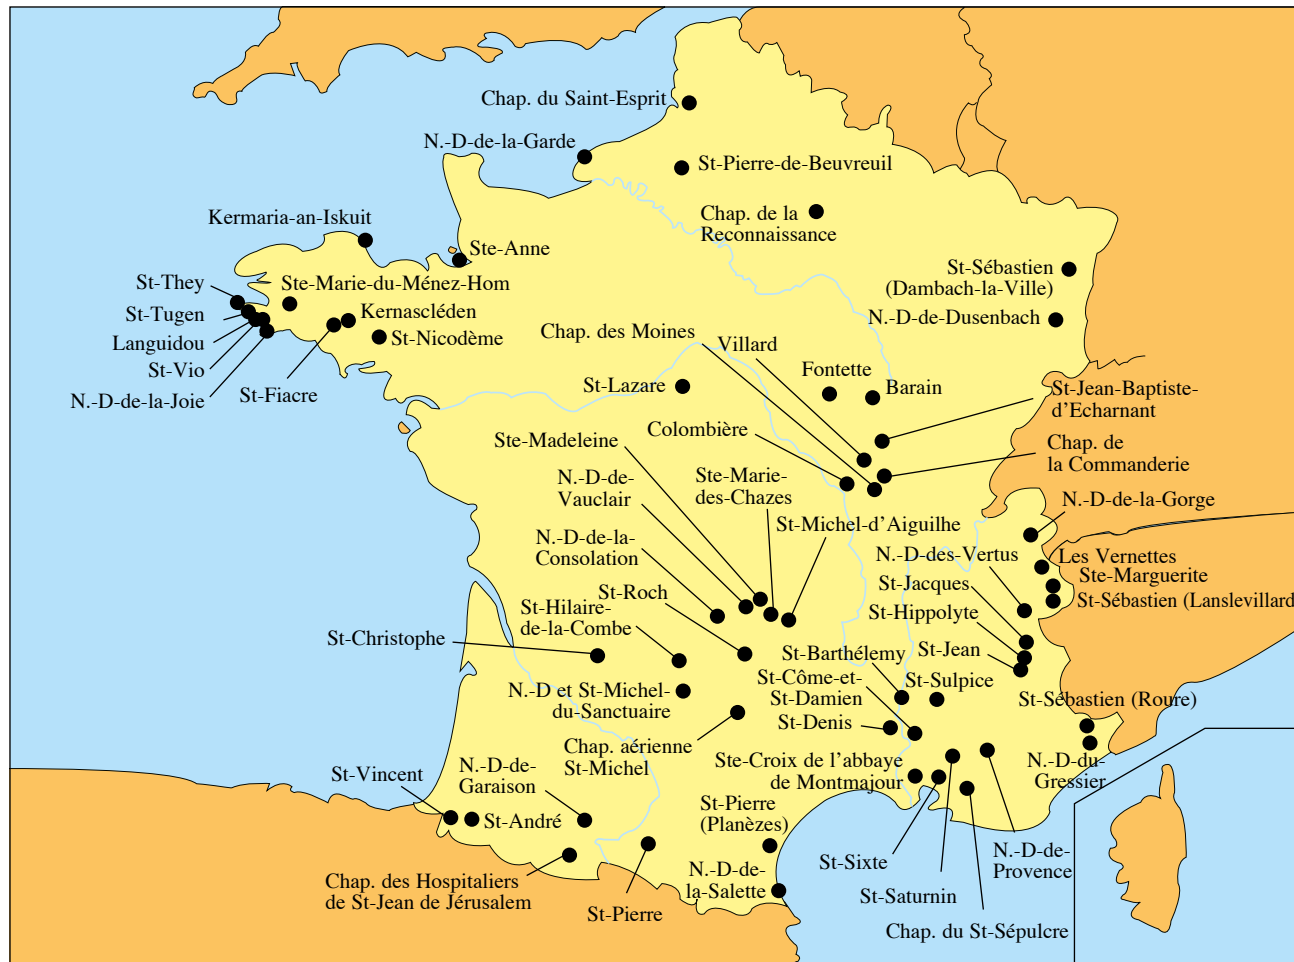 Chap. du Saint-Esprit
N.-D-de-la-Garde
St-Pierre-de-Beuvreuil
Kermaria-an-Iskuit
Chap. de la
Reconnaissance
Ste-Anne
St-They
Ste-Marie-du-Ménez-Hom
St-Sébastien
(Dambach-la-Ville)
St-Tugen
Kernascléden
N.-D-de-Dusenbach
Languidou
St-Nicodème
Chap. des Moines
Villard
St-Vio
St-Fiacre
N.-D-de-la-Joie
St-Lazare
Fontette
Barain
St-Jean-Baptiste-
d'Echarnant
Colombière
Ste-Madeleine
Chap. de
la Commanderie
N.-D-de-
Vauclair
Ste-Marie-
des-Chazes
N.-D-de-la-Gorge
St-Michel-d'Aiguilhe
N.-D-de-la-
Consolation
N.-D-des-Vertus
Les Vernettes
Ste-Marguerite
St-Jacques
St-Sébastien (Lanslevillard)
St-Roch
St-Hilaire-
de-la-Combe
St-Hippolyte
St-Christophe
St-Barthélemy
St-Jean
St-Côme-et-
St-Damien
St-Sulpice
N.-D et St-Michel-
du-Sanctuaire
St-Sébastien (Roure)
St-Denis
Chap. aérienne
St-Michel
Ste-Croix de l'abbaye
de Montmajour
N.-D-du-
Gressier
St-Vincent
N.-D-de-
Garaison
St-André
St-Pierre
(Planèzes)
N.-D-de-
Provence
St-Sixte
Chap. des Hospitaliers
de St-Jean de Jérusalem
N.-D-de-
la-Salette
St-Saturnin
St-Pierre
Chap. du St-Sépulcre